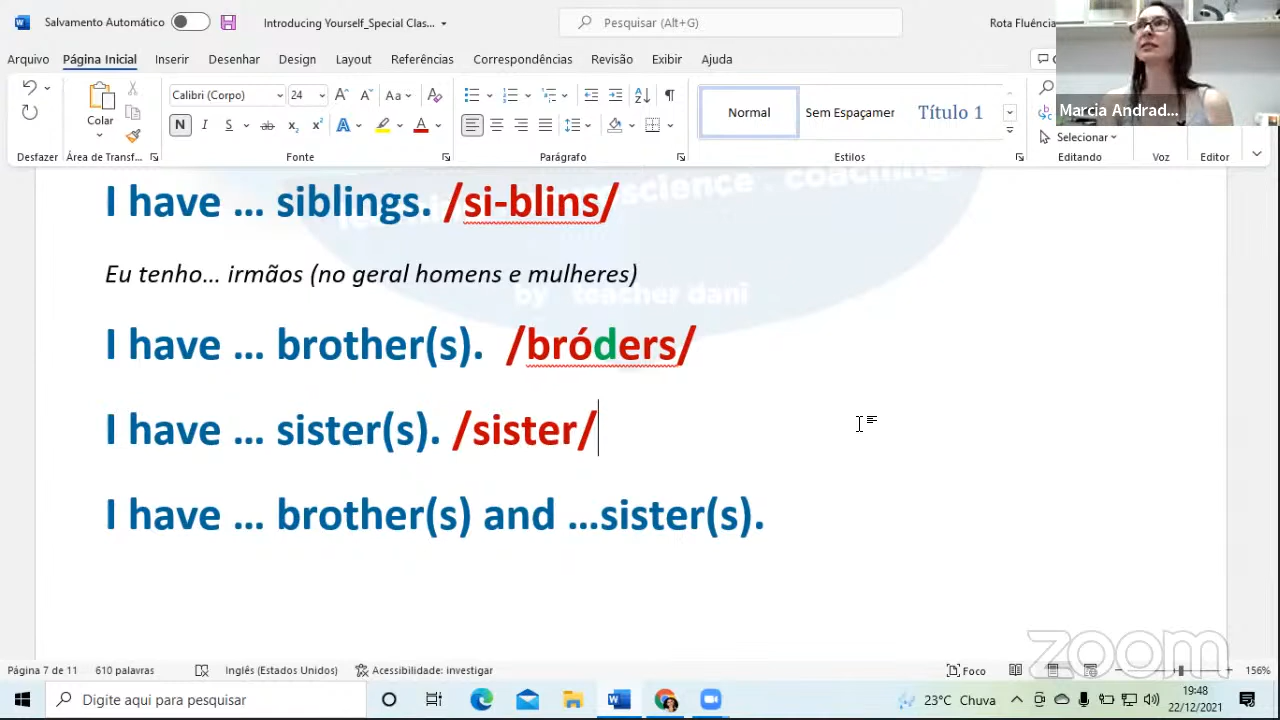 Salvamento Automático
Introducing Yourself_Special Clas...
Pesquisar (Alt+G)
Rota Fluência
Arquivo Página Inicial Inserir Desenhar Design Layout Referências Correspondências Revisão Exibir Ajuda
Marcia Andrad...
Colar
Calibri (Corpo) 24
Normal
Sem Espaçamer
Título 1
Selecionar
Desfazer Área de Transf... Fonte Parágrafo Estilos Editando Voz Editor
I have ... siblings. /si-blins/
coaching
Eu tenho... irmãos (no geral homens e mulheres)
by teacher dani
I have ... brother(s). /bróders/
I have ... sister(s). /sister/
I have ... brother(s) and ...sister(s).
zoom
Página 7 de 11 610 palavras Inglês (Estados Unidos) Acessibilidade: investigar Foco 156%
Digite aqui para pesquisar
23°C Chuva
19:48
22/12/2021